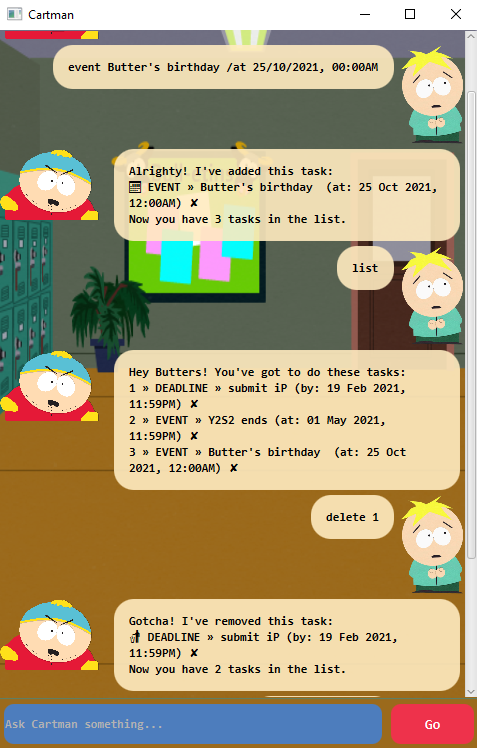 Cartman
event Butter's birthday /at 25/10/2021, 00:00AM
Alrighty! I've added this task:
📅 EVENT » Butter's birthday  (at: 25 Oct 2021,
12:00AM) ✘
Now you have 3 tasks in the list.
list
Hey Butters! You've got to do these tasks:
1 » DEADLINE » submit iP (by: 19 Feb 2021,
11:59PM) ✘
2 » EVENT » Y2S2 ends (at: 01 May 2021,
11:59PM) ✘
3 » EVENT » Butter's birthday  (at: 25 Oct
2021, 12:00AM) ✘
delete 1
Gotcha! I've removed this task:
🚮 DEADLINE » submit iP (by: 19 Feb 2021,
11:59PM) ✘
Now you have 2 tasks in the list.
Ask Cartman something...
Go